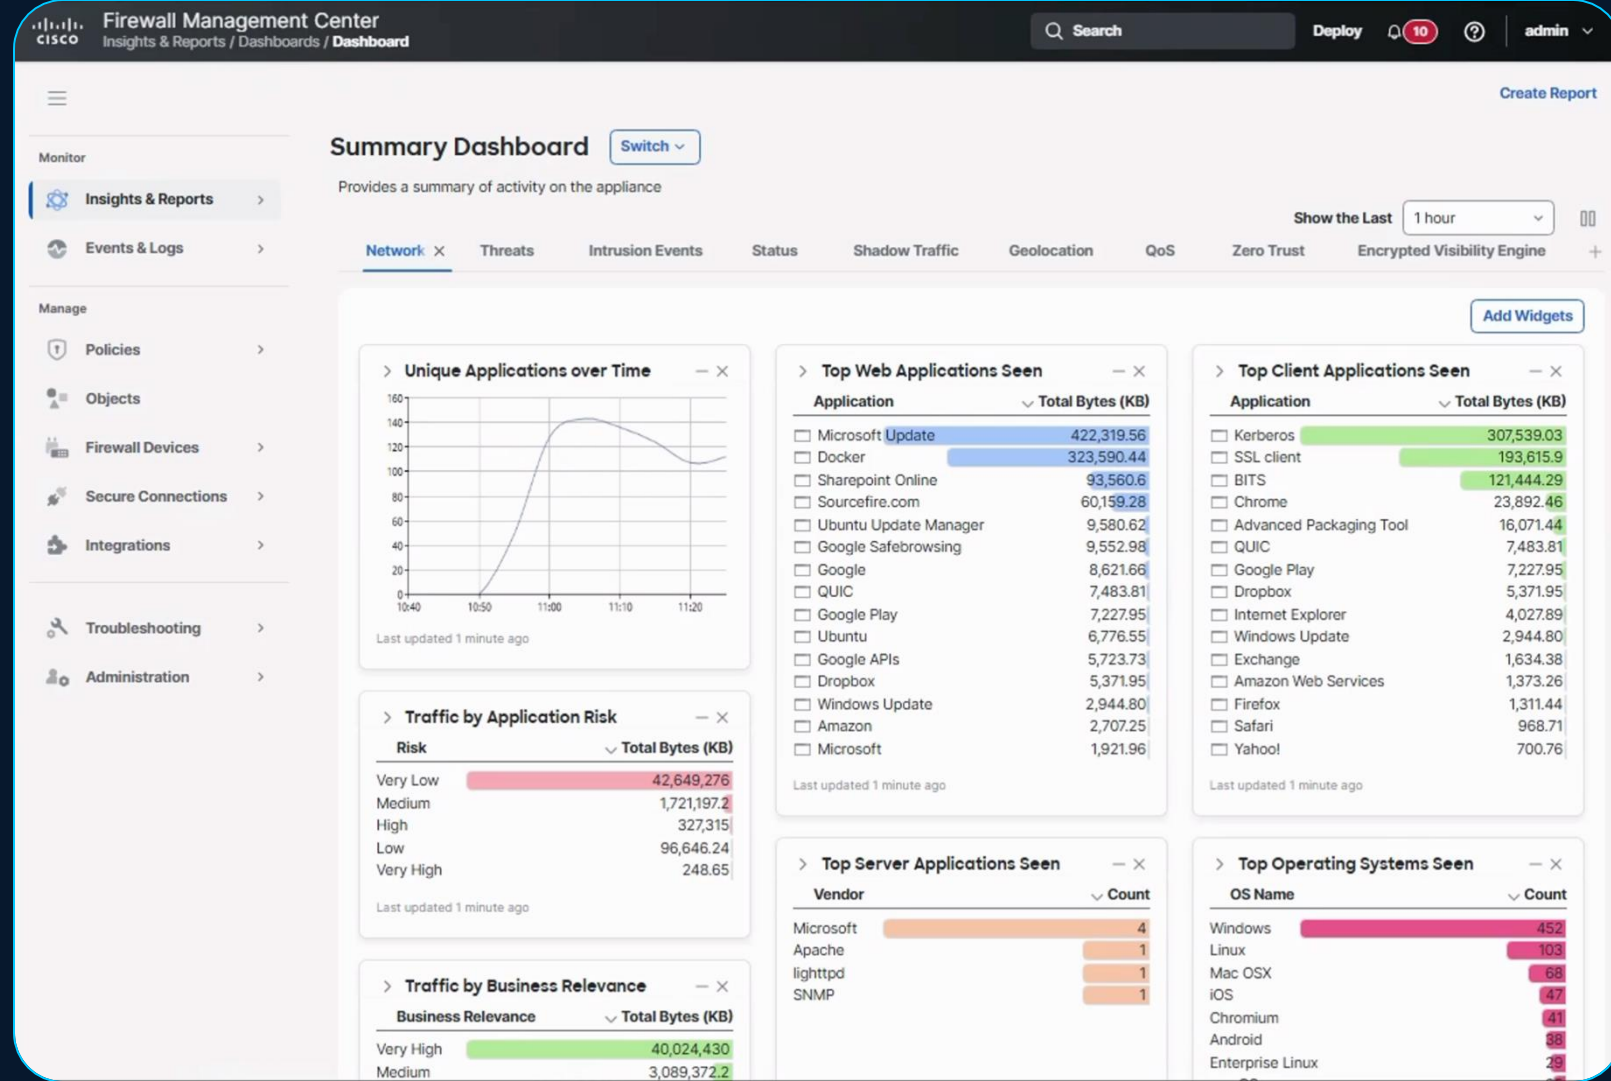 CISCO
Firewall Management Center
Insights & Reports / Dashboards / Dashboard
Search
Deploy
10
admin
Create Report
Monitor
Insights & Reports
Events & Logs
Manage
Policies
Objects
Firewall Devices
Secure Connections
Integrations
Troubleshooting
Administration
Summary Dashboard
Switch
Provides a summary of activity on the appliance
Show the Last 1 hour
Network Threats Intrusion Events Status Shadow Traffic Geolocation QoS Zero Trust Encrypted Visibility Engine
Add Widgets
Unique Applications over Time
160
140
120
100
80
60
40
20
0
10:40 10:50 11:00 11:10 11:20
Last updated 1 minute ago
Traffic by Application Risk
Risk Total Bytes (KB)
Very Low 42,649,276
Medium 1,721,197.2
High 327,315
Low 96,646.24
Very High 248.65
Last updated 1 minute ago
Traffic by Business Relevance
Business Relevance Total Bytes (KB)
Very High 40,024,430
Medium 3,089,372.2
Top Web Applications Seen
Application Total Bytes (KB)
Microsoft Update 422,319.56
Docker 323,590.44
Sharepoint Online 93,560.6
Sourcefire.com 60,159.28
Ubuntu Update Manager 9,580.62
Google Safebrowsing 9,552.98
Google 8,621.66
QUIC 7,483.81
Google Play 7,227.95
Ubuntu 6,776.55
Google APIs 5,723.73
Dropbox 5,371.95
Windows Update 2,944.80
Amazon 2,707.25
Microsoft 1,921.96
Last updated 1 minute ago
Top Server Applications Seen
Vendor Count
Microsoft 4
Apache 1
lighttpd 1
SNMP 1
Top Client Applications Seen
Application Total Bytes (KB)
Kerberos 307,539.03
SSL client 193,615.9
BITS 121,444.29
Chrome 23,892.46
Advanced Packaging Tool 16,071.44
QUIC 7,483.81
Google Play 7,227.95
Dropbox 5,371.95
Internet Explorer 4,027.89
Windows Update 2,944.80
Exchange 1,634.38
Amazon Web Services 1,373.26
Firefox 1,311.44
Safari 968.71
Yahoo! 700.76
Last updated 1 minute ago
Top Operating Systems Seen
OS Name Count
Windows 452
Linux 103
Mac OSX 68
iOS 47
Chromium 41
Android 38
Enterprise Linux 29